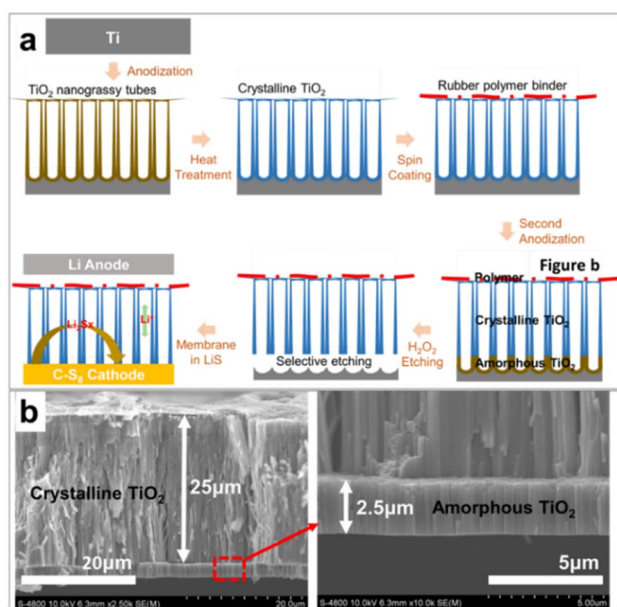 a
Ti
Anodization
TiO₂ nanograssy tubes
Crystalline TiO₂
Rubber polymer binder
Heat
Treatment
Spin
Coating
Second
Anodization
Li Anode
Figure b
Polymer
Li₂Sx
Li⁺
Crystalline TiO₂
C-S₈ Cathode
Membrane
in LiS
Selective etching
H₂O₂
Etching
Amorphous TiO₂
b
Crystalline TiO₂
25μm
20μm
S-4800 10.0kV 6.3mm x2.50k SE(M)
20.0um
2.5μm
Amorphous TiO₂
5μm
S-4800 10.0kV 6.3mm x10.0k SE(M)
5.00um